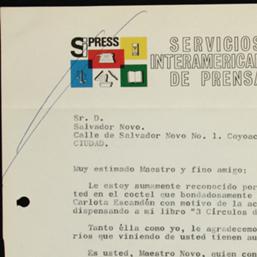 SIPRESS
SERVICIOS
INTERAMERICAN
DE PRENSA
Sr. D.
Salvador Novo.
Calle de Salvador Novo No. 1. Coyoac
CIUDAD.
Muy estimado Maestro y fino amigo:
Le estoy sumamente reconocido por
ted en el coctel que bondadosamente
Carlota Escandón con motivo de la ac
dispensando a mi libro "3 Círculos d
Tanto ella como yo, le agradecemo
rios que viniendo de usted tienen au
Es usted, Maestro Novo, quien con